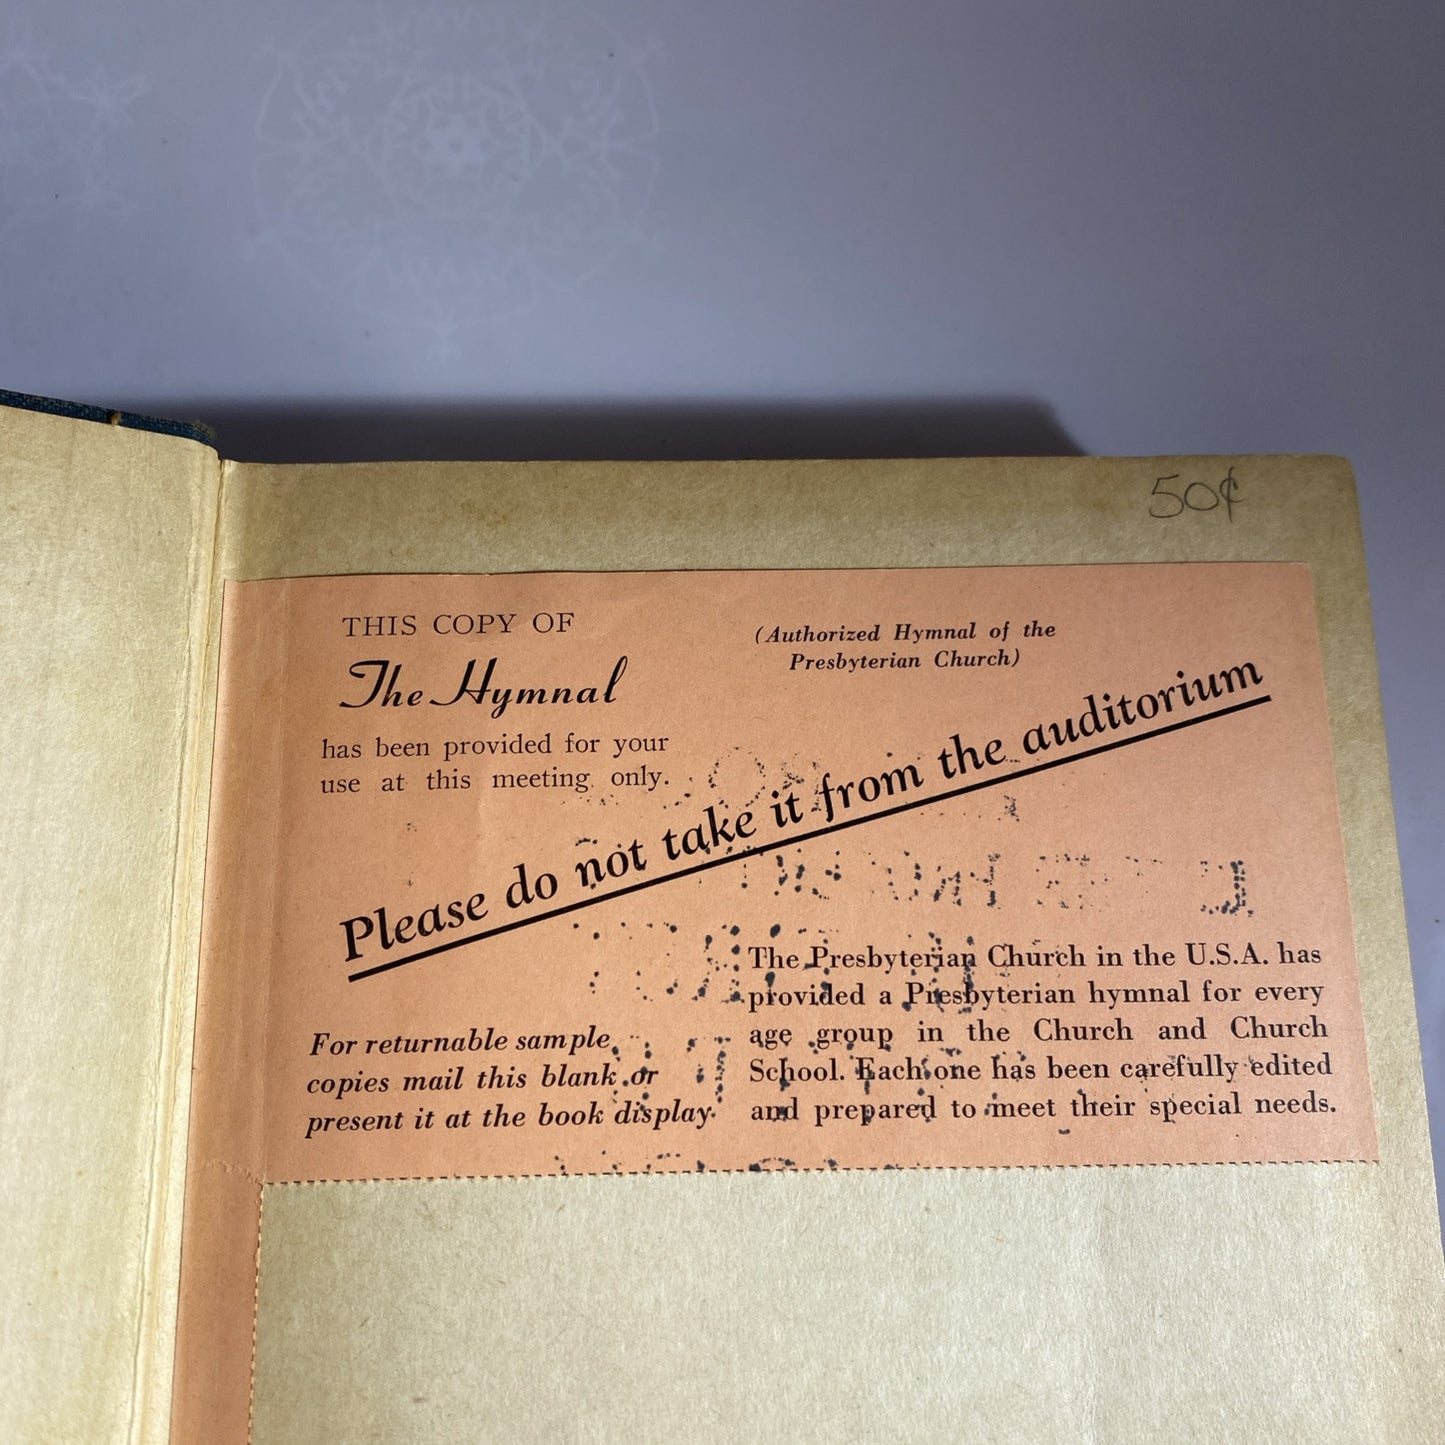 50¢
THIS COPY OF
The Hymnal
has been provided for your
use at this meeting only.
(Authorized Hymnal of the
Presbyterian Church)
Please do not take it from the auditorium
For returnable sample
copies mail this blank or
present it at the book display.
The Presbyterian Church in the U.S.A. has
provided a Presbyterian hymnal for every
age group in the Church and Church
School. Each one has been carefully edited
and prepared to meet their special needs.